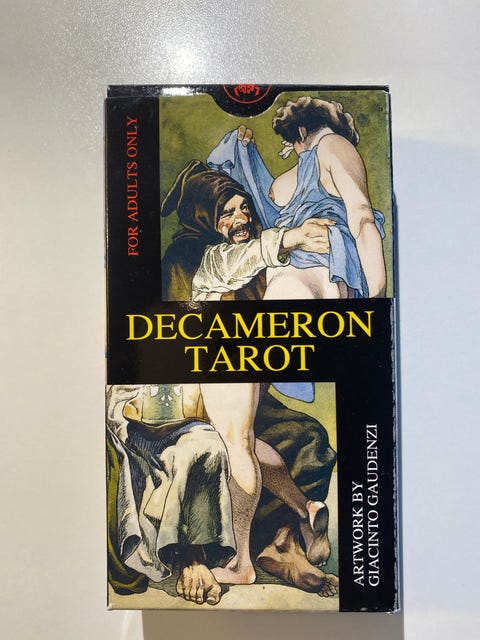 FOR ADULTS ONLY
DECAMERON
TAROT
ARTWORK BY
GIACINTO GAUDENZI